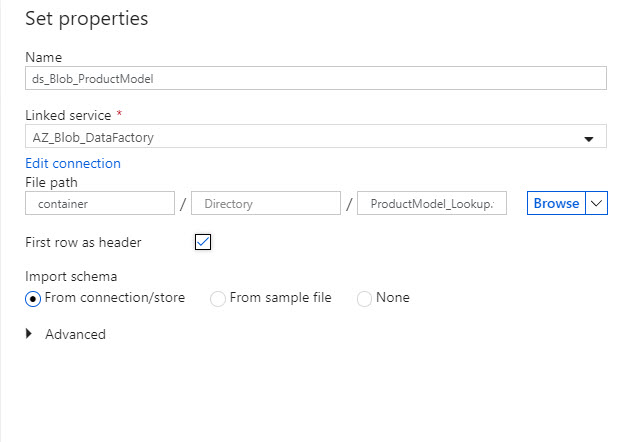 Set properties
Name
ds_Blob_ProductModel
Linked service *
AZ_Blob_DataFactory
Edit connection
File path
container / Directory / ProductModel_Lookup. Browse
First row as header
Import schema
From connection/store From sample file None
Advanced